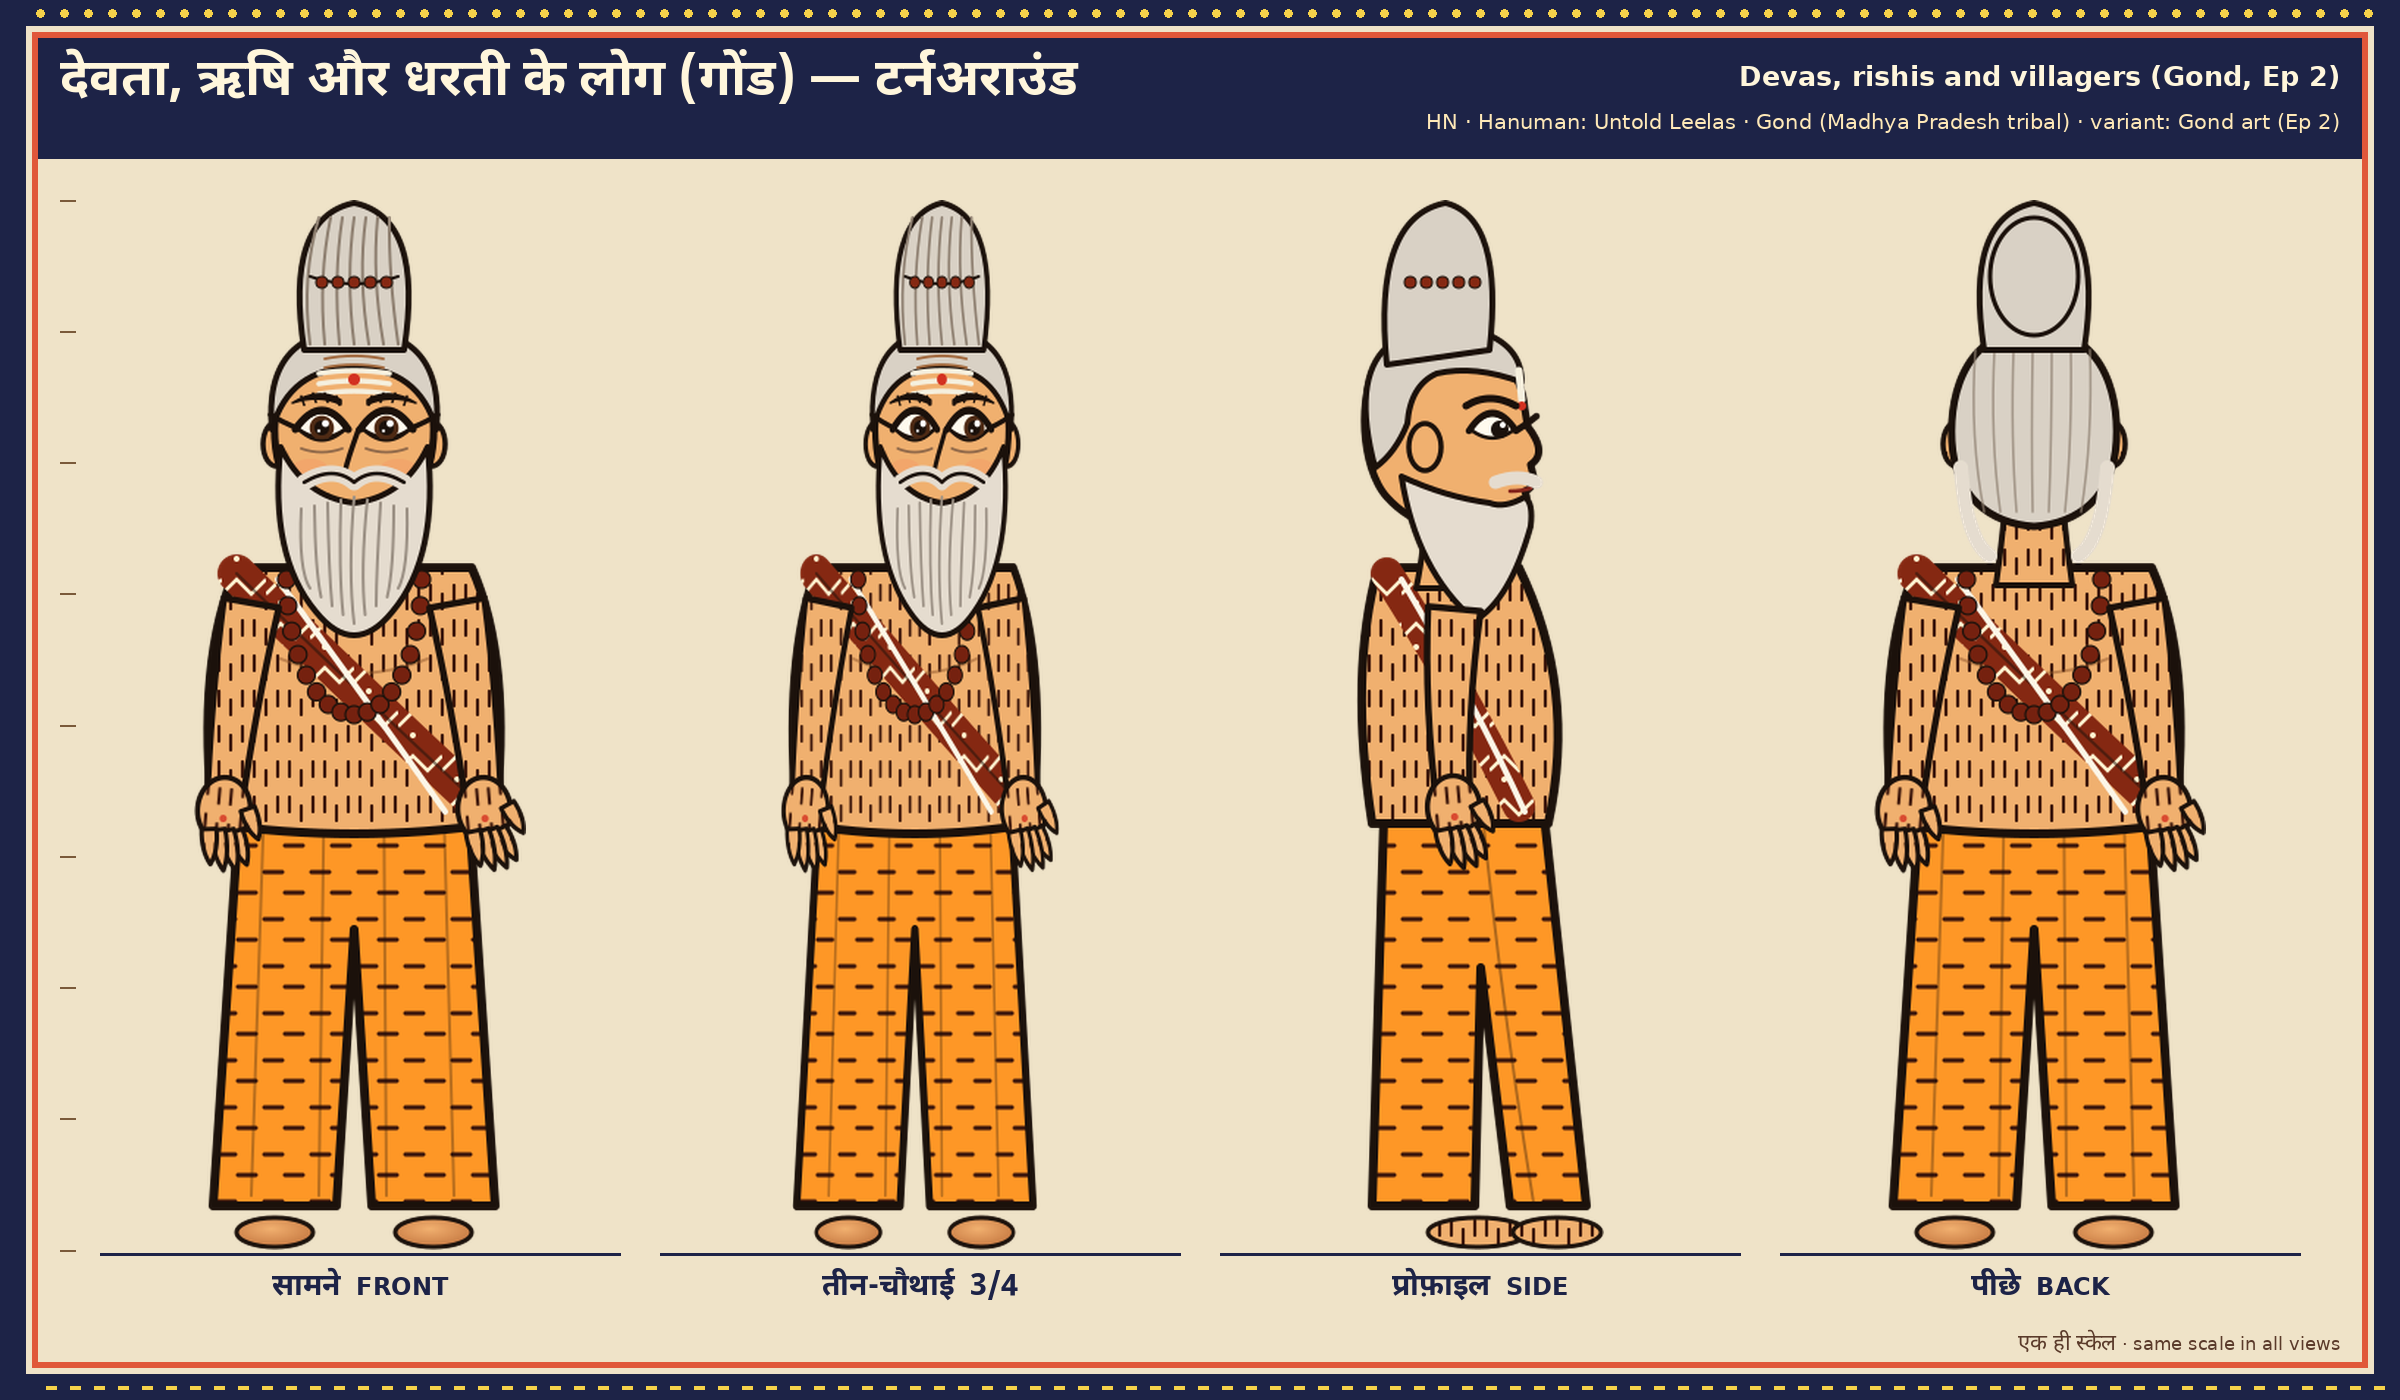 देवता, ऋषि और धरती के लोग (गोंड) — टर्नअराउंड
Devas, rishis and villagers (Gond, Ep 2)
HN · Hanuman: Untold Leelas · Gond (Madhya Pradesh tribal) · variant: Gond art (Ep 2)
सामने FRONT
तीन-चौथाई 3/4
प्रोफ़ाइल SIDE
पीछे BACK
एक ही स्केल · same scale in all views